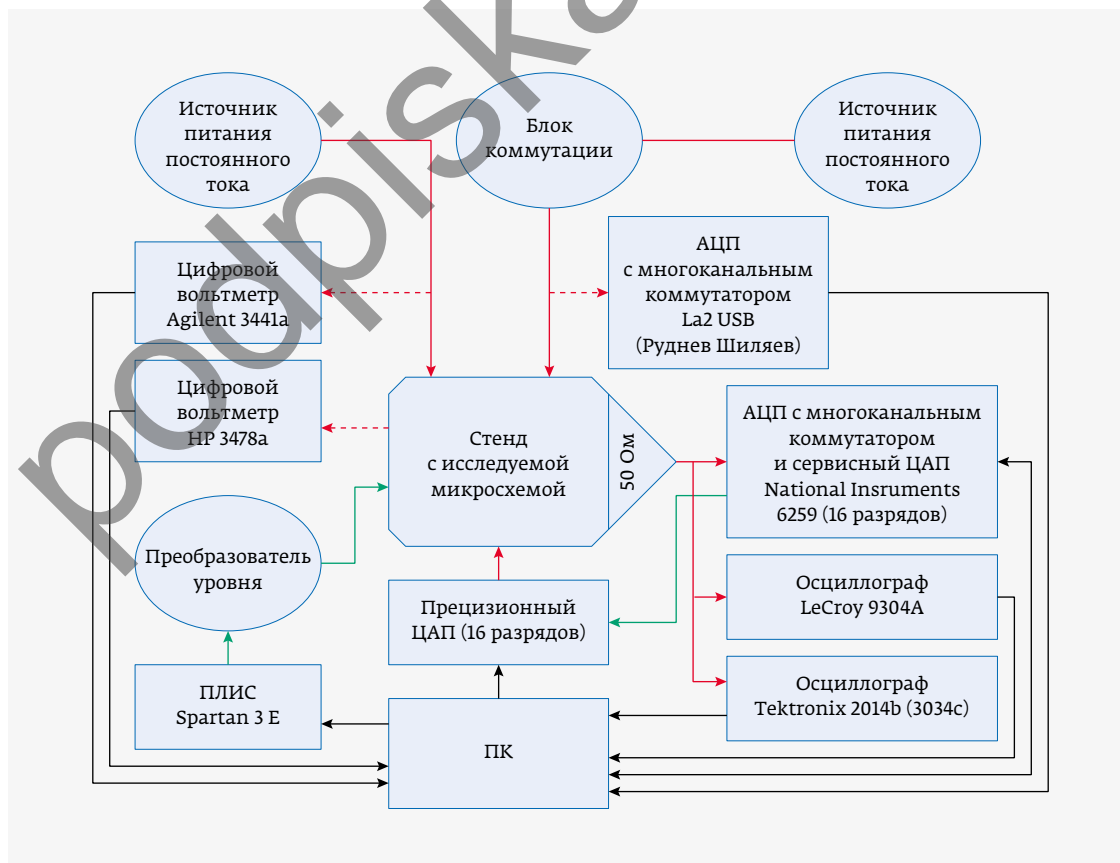 Источник
питания
постоянного
тока
Блок
коммутации
Источник
питания
постоянного
тока
Цифровой
вольтметр
Agilent 3441a
АЦП
с многоканальным
коммутатором
La2 USB
(Руднев Шиляев)
Цифровой
вольтметр
HP 3478a
Стенд
с исследуемой
микросхемой
50 Ом
АЦП с многоканальным
коммутатором
и сервисный ЦАП
National Insruments
6259 (16 разрядов)
Преобразователь
уровня
Прецизионный
ЦАП (16 разрядов)
Осциллограф
LeCroy 9304A
ПЛИС
Spartan 3 E
ПК
Осциллограф
Tektronix 2014b (3034c)
podpiska